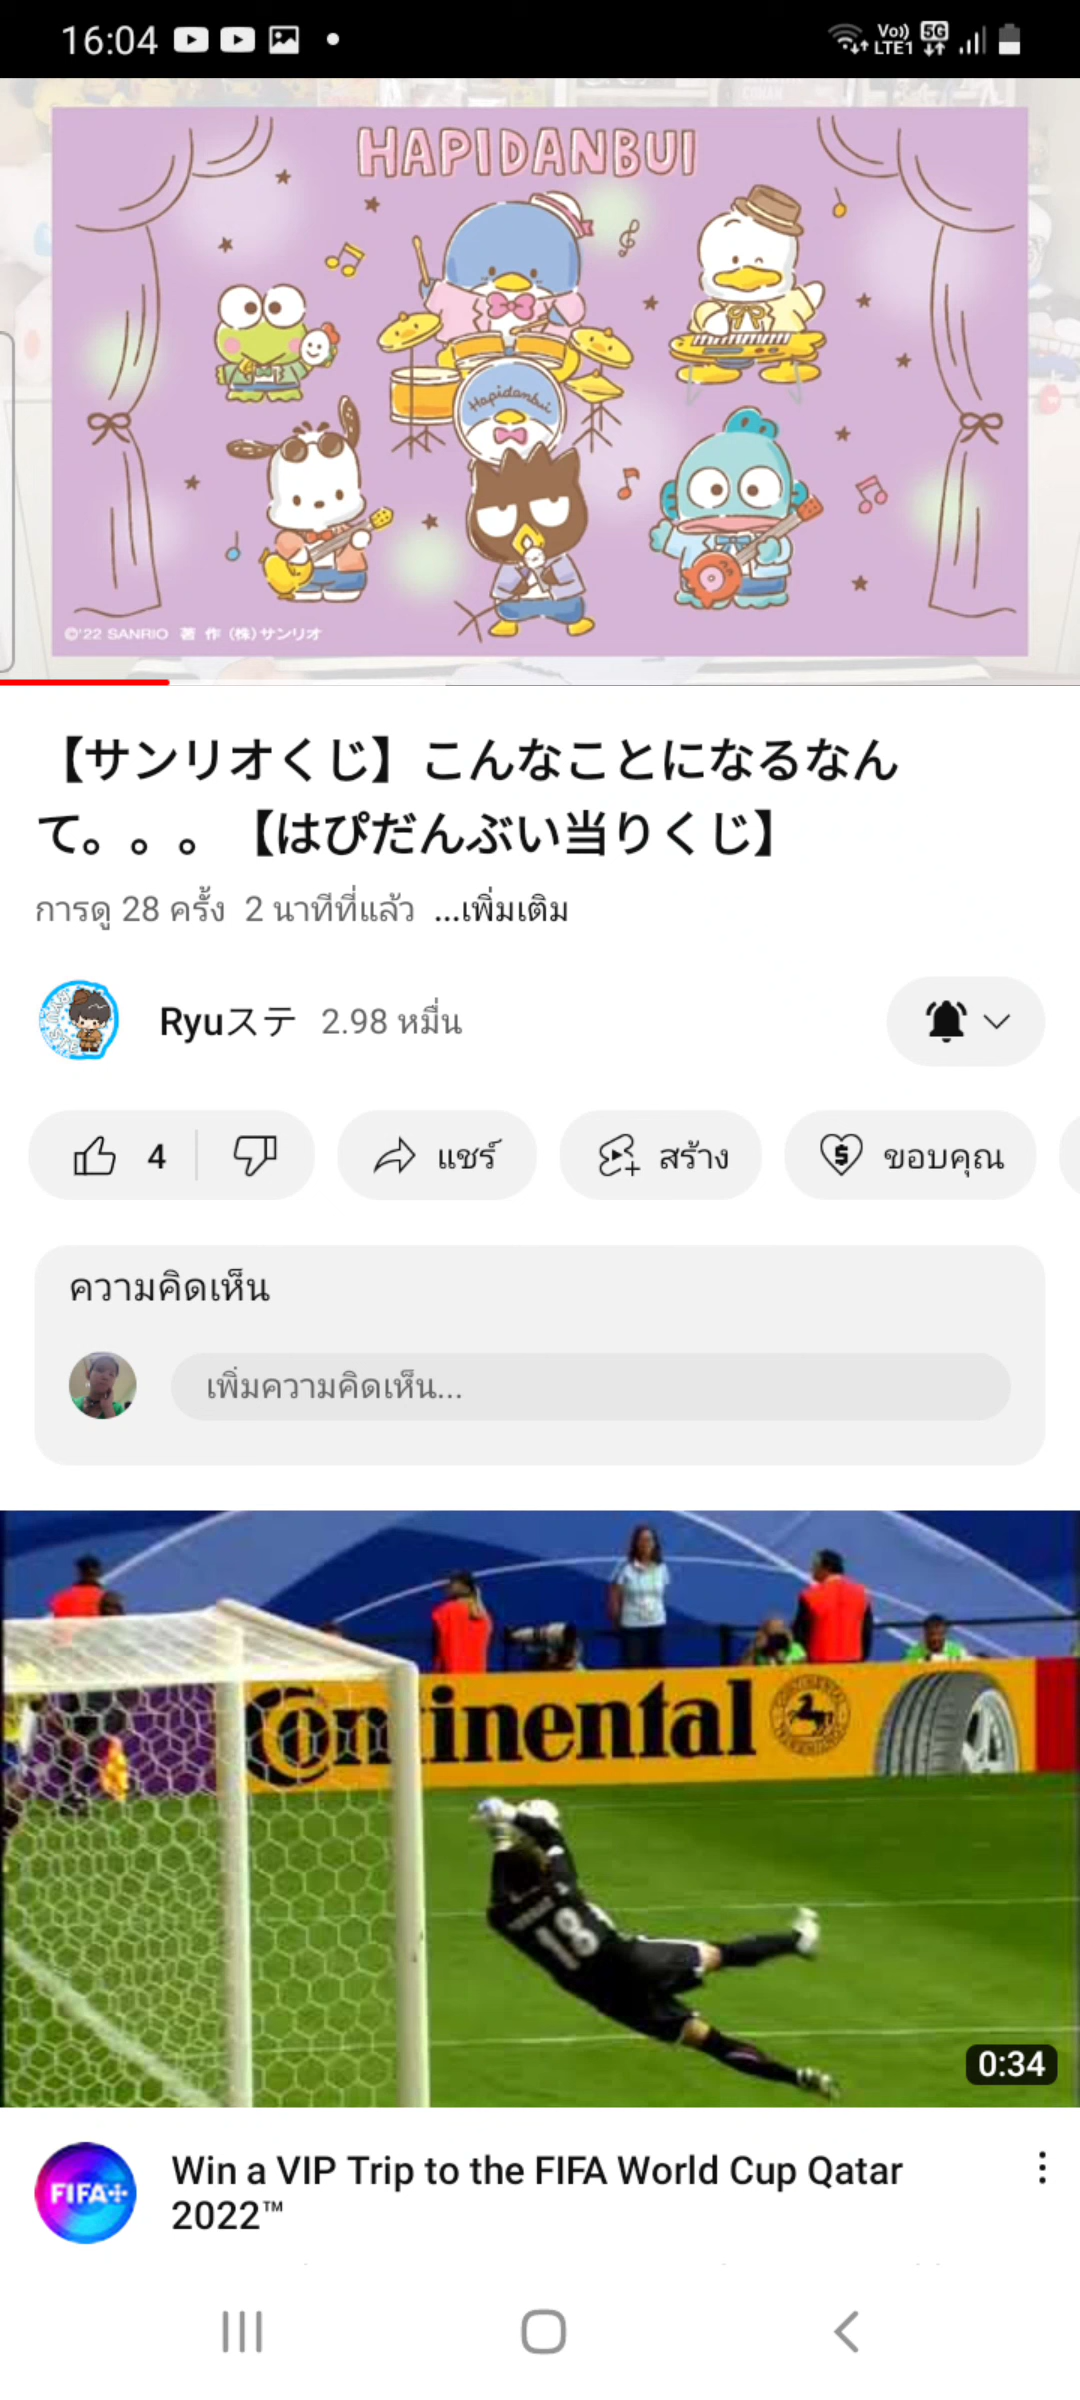 16:04
Vo))
LTE1
5G
HAPIDANBUI
Hapidanbui
©'22 SANRIO 著 作 (株)サンリオ
【サンリオくじ】こんなことになるなん
て。。。【はぴだんぶい当りくじ】
การดู 28 ครั้ง 2 นาทีที่แล้ว ...เพิ่มเติม
Ryuステ 2.98 หมื่น
4
แชร์
สร้าง
ขอบคุณ
ความคิดเห็น
เพิ่มความคิดเห็น...
Continental
18
0:34
FIFA+
Win a VIP Trip to the FIFA World Cup Qatar
2022™